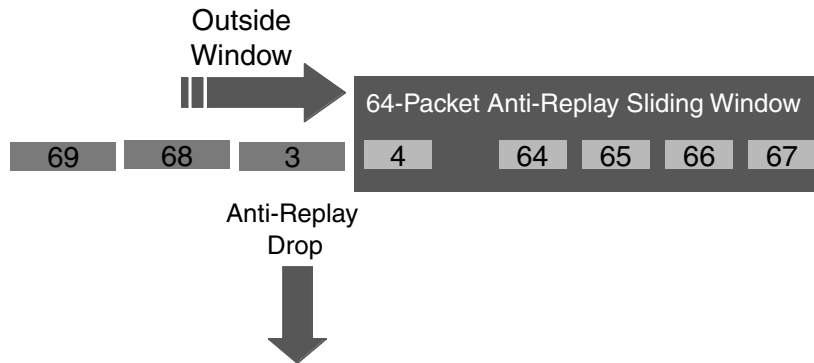 Outside
Window
64-Packet Anti-Replay Sliding Window
69 68 3 4 64 65 66 67
Anti-Replay
Drop